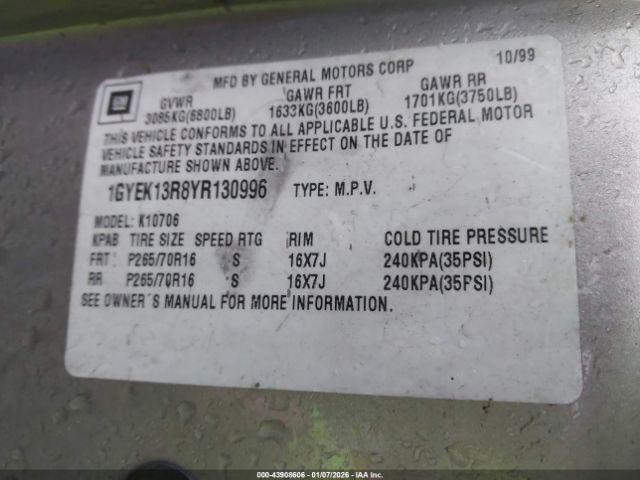 MFD BY GENERAL MOTORS CORP 10/99
GM
GVWR GAWR FRT GAWR RR
3085KG(6800LB) 1633KG(3600LB) 1701KG(3750LB)
THIS VEHICLE CONFORMS TO ALL APPLICABLE U.S. FEDERAL MOTOR
VEHICLE SAFETY STANDARDS IN EFFECT ON THE DATE OF
MANUFACTURE SHOWN ABOVE.
1GYEK13R8YR130996 TYPE: M.P.V.
MODEL: K10706
KPAB TIRE SIZE SPEED RTG RIM COLD TIRE PRESSURE
FRT P265/70R16 S 16X7J 240KPA(35PSI)
RR P265/70R16 S 16X7J 240KPA(35PSI)
SEE OWNER'S MANUAL FOR MORE INFORMATION.
000-43908606 01/07/2026 IAAI.COM